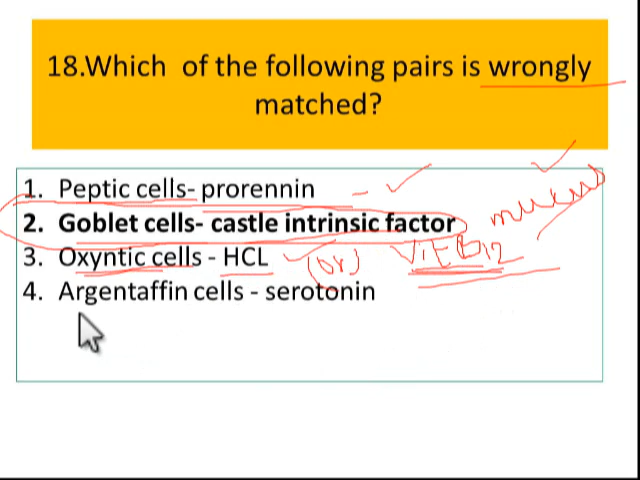 18.Which of the following pairs is wrongly
matched?
1. Peptic cells- prorennin
2. Goblet cells- castle intrinsic factor
mucus
3. Oxyntic cells - HCL
(or) Vit B12
4. Argentaffin cells - serotonin